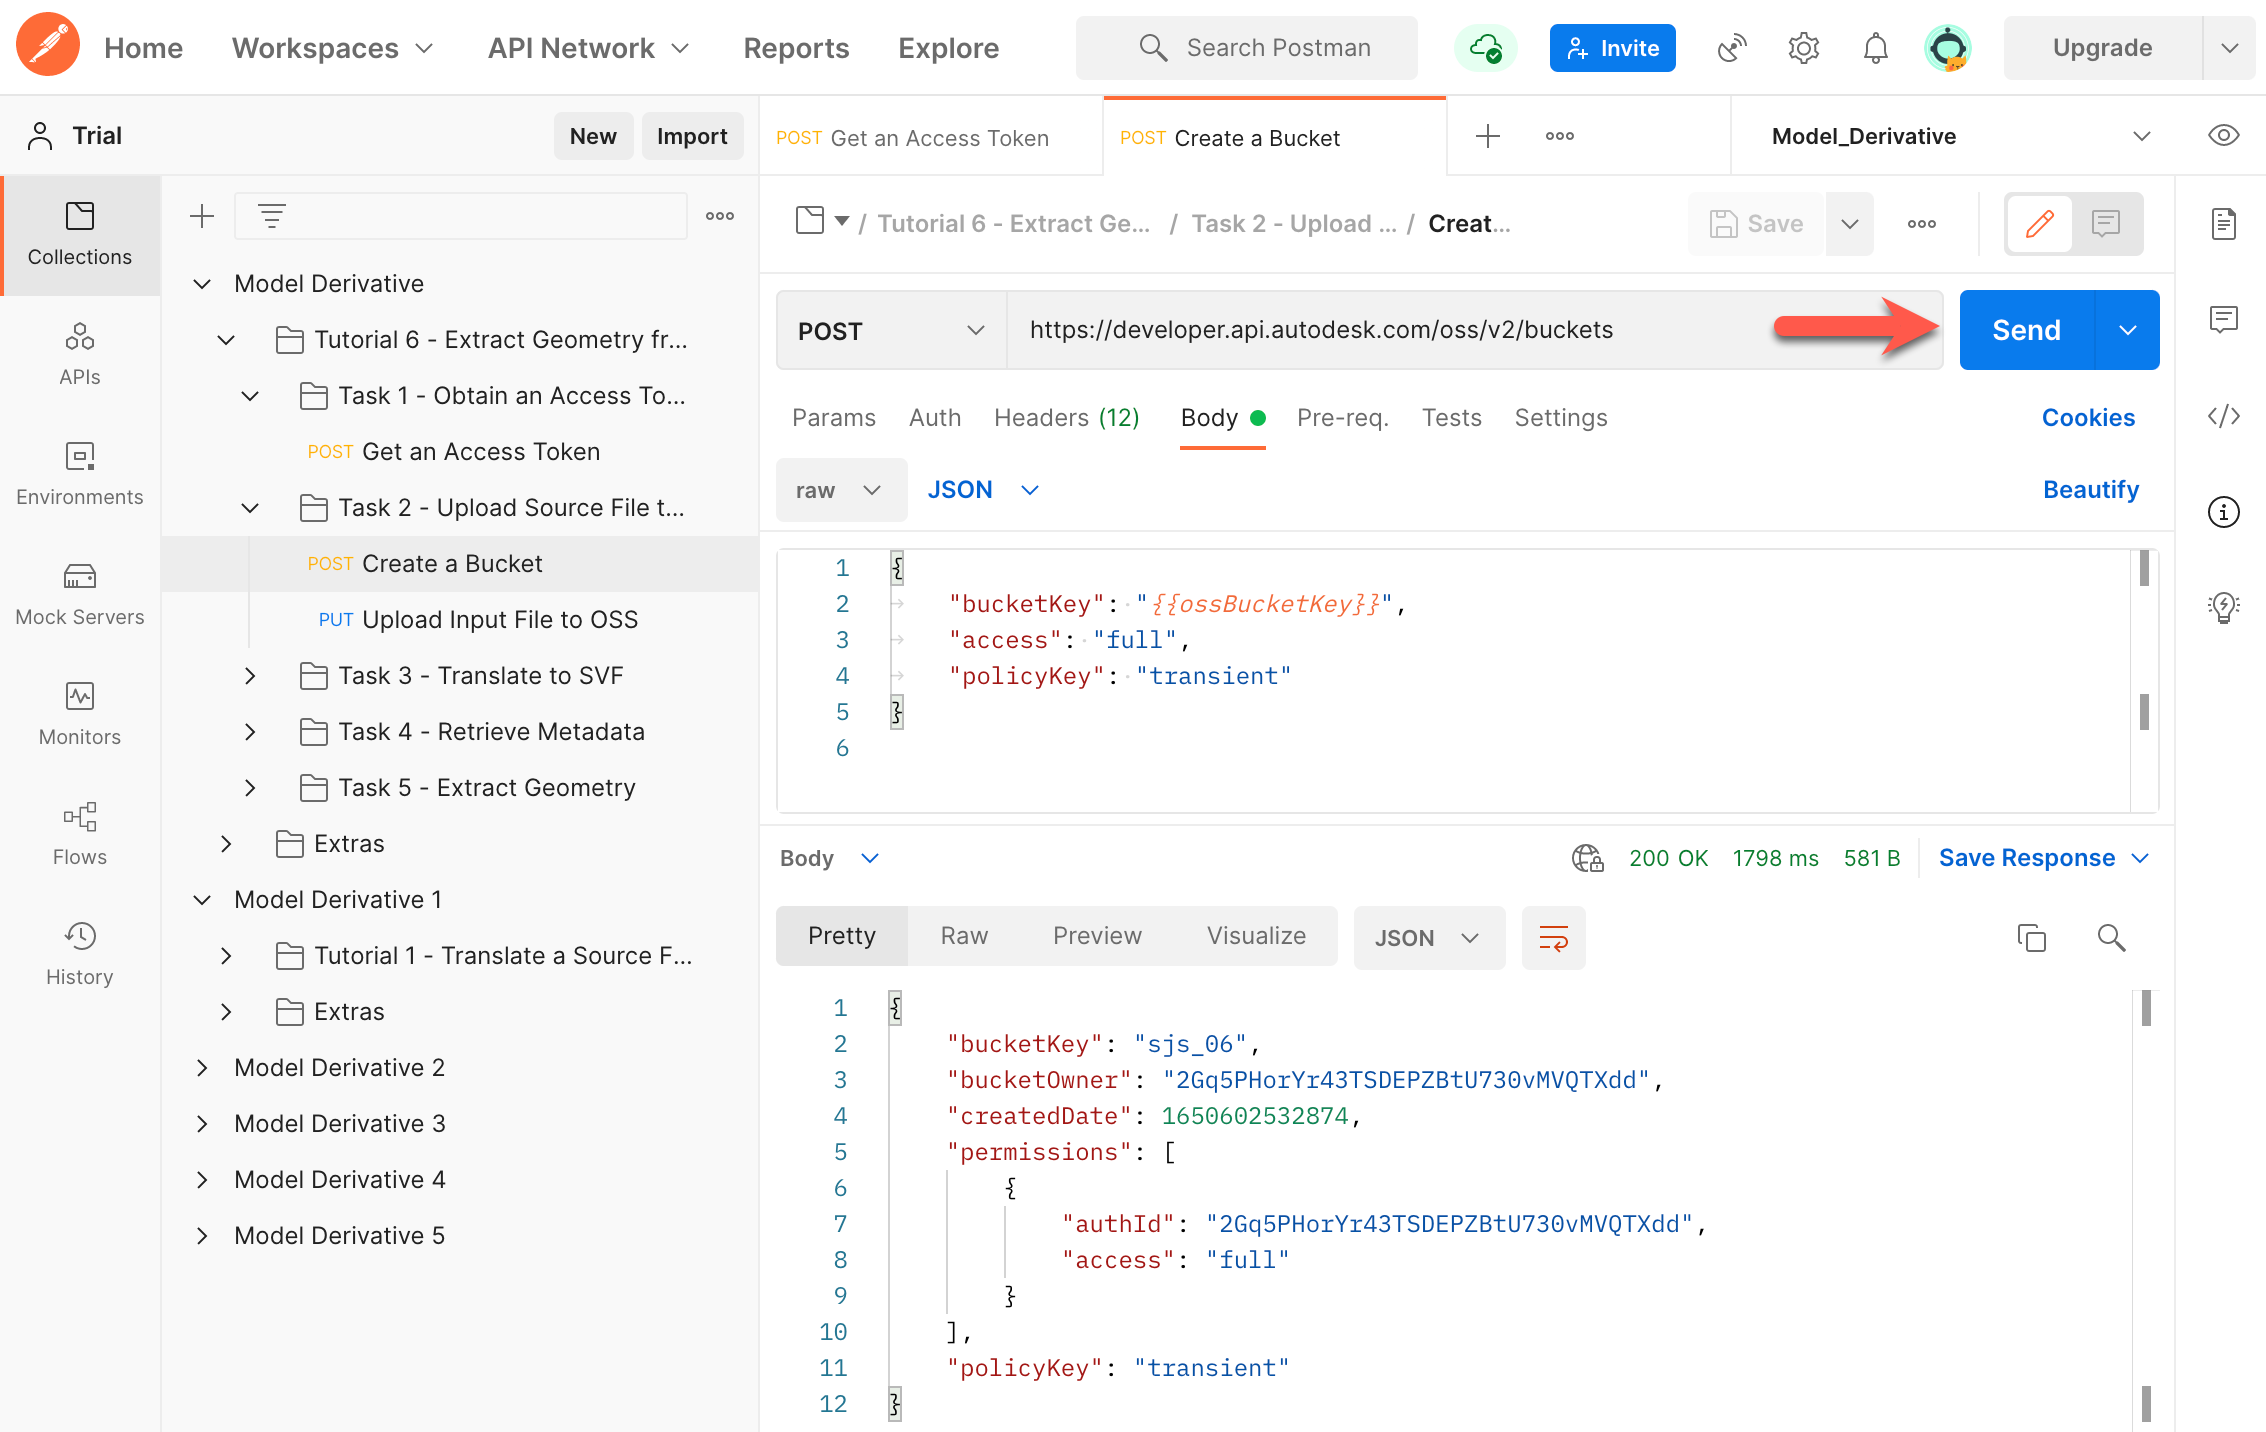 Home Workspaces API Network Reports Explore Search Postman Invite Upgrade
Trial New Import
POST Get an Access Token POST Create a Bucket Model_Derivative
Collections
APIs
Environments
Mock Servers
Monitors
Flows
History
Model Derivative
Tutorial 6 - Extract Geometry fr...
Task 1 - Obtain an Access To...
POST Get an Access Token
Task 2 - Upload Source File t...
POST Create a Bucket
PUT Upload Input File to OSS
Task 3 - Translate to SVF
Task 4 - Retrieve Metadata
Task 5 - Extract Geometry
Extras
Model Derivative 1
Tutorial 1 - Translate a Source F...
Extras
Model Derivative 2
Model Derivative 3
Model Derivative 4
Model Derivative 5
/ Tutorial 6 - Extract Ge... / Task 2 - Upload ... / Creat... Save
POST https://developer.api.autodesk.com/oss/v2/buckets Send
Params Auth Headers (12) Body Pre-req. Tests Settings Cookies
raw JSON Beautify
1 {
2 "bucketKey": "{{ossBucketKey}}",
3 "access": "full",
4 "policyKey": "transient"
5 }
6
Body 200 OK 1798 ms 581 B Save Response
Pretty Raw Preview Visualize JSON
1 {
2 "bucketKey": "sjs_06",
3 "bucketOwner": "2Gq5PHorYr43TSDEPZBtU730vMVQTXdd",
4 "createdDate": 1650602532874,
5 "permissions": [
6 {
7 "authId": "2Gq5PHorYr43TSDEPZBtU730vMVQTXdd",
8 "access": "full"
9 }
10 ],
11 "policyKey": "transient"
12 }